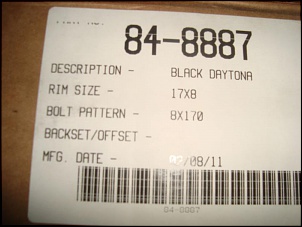 84-8887
DESCRIPTION - BLACK DAYTONA
RIM SIZE - 17X8
BOLT PATTERN - 8X170
BACKSET/OFFSET -
MFG. DATE - /08/11
84-8887